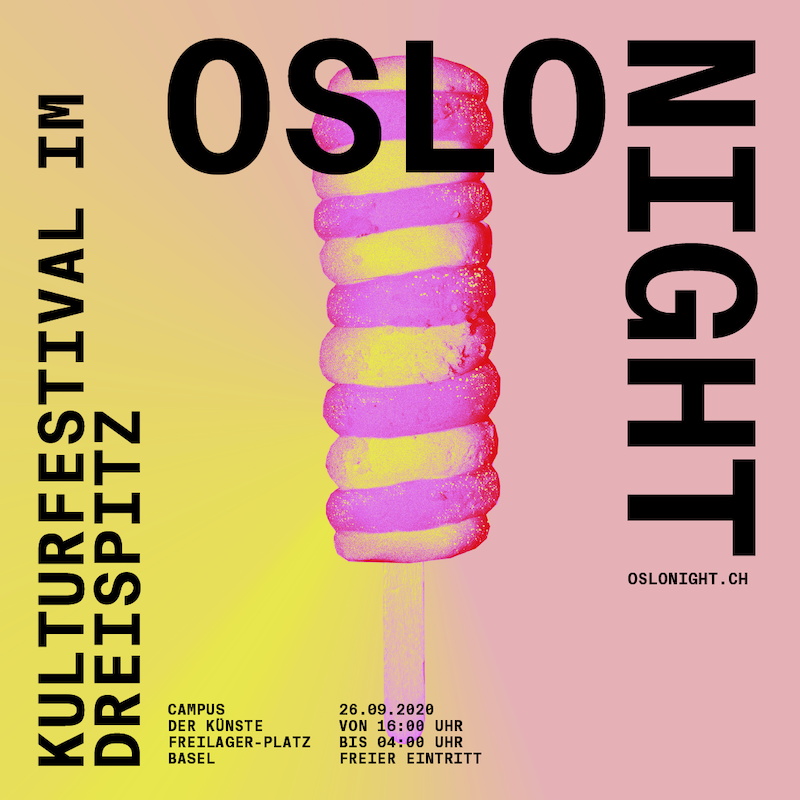 OSLO
NIGHT
KULTURFESTIVAL IM
DREISPITZ
OSLONIGHT.CH
CAMPUS
DER KÜNSTE
FREILAGER-PLATZ
BASEL
26.09.2020
VON 16:00 UHR
BIS 04:00 UHR
FREIER EINTRITT